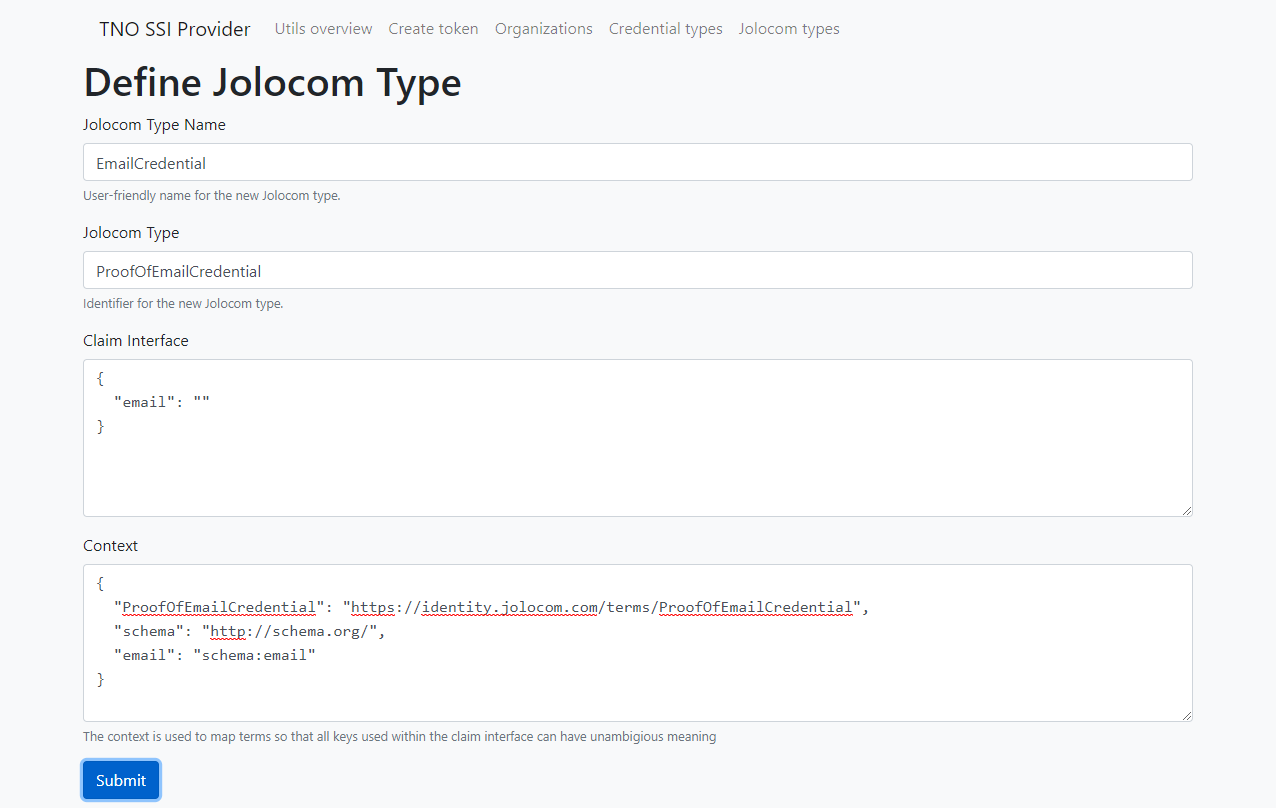 TNO SSI Provider Utils overview Create token Organizations Credential types Jolocom types
Define Jolocom Type
Jolocom Type Name
EmailCredential
User-friendly name for the new Jolocom type.
Jolocom Type
ProofOfEmailCredential
Identifier for the new Jolocom type.
Claim Interface
{
  "email": ""
}
Context
{
  "ProofOfEmailCredential": "https://identity.jolocom.com/terms/ProofOfEmailCredential",
  "schema": "http://schema.org/",
  "email": "schema:email"
}
The context is used to map terms so that all keys used within the claim interface can have unambigious meaning
Submit